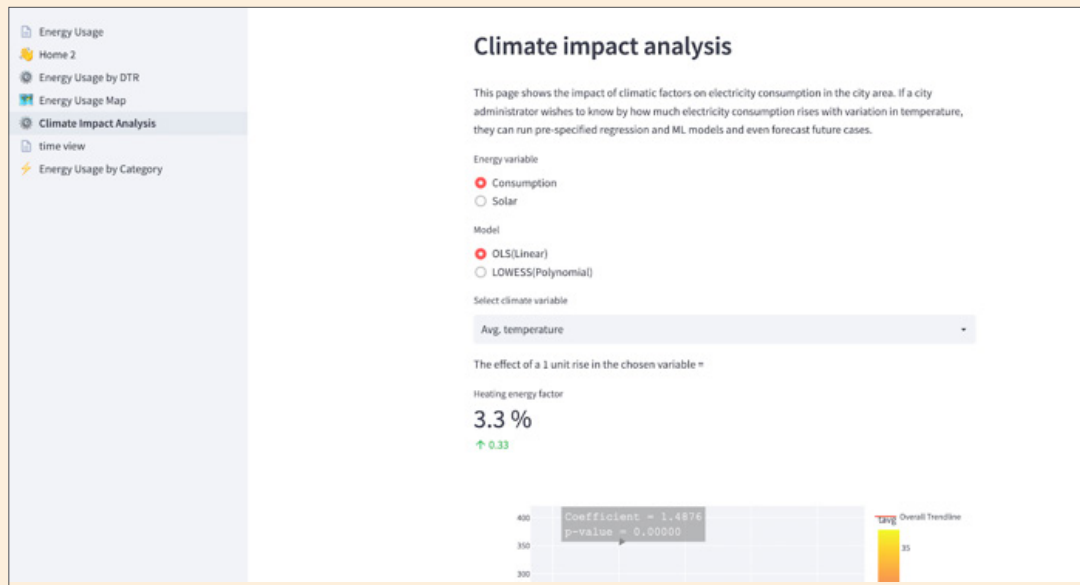 Energy Usage
Home 2
Energy Usage by DTR
Energy Usage Map
Climate Impact Analysis
time view
Energy Usage by Category
Climate impact analysis
This page shows the impact of climatic factors on electricity consumption in the city area. If a city
administrator wishes to know by how much electricity consumption rises with variation in temperature,
they can run pre-specified regression and ML models and even forecast future cases.
Energy variable
Consumption
Solar
Model
OLS(Linear)
LOWESS(Polynomial)
Select climate variable
Avg. temperature
The effect of a 1 unit rise in the chosen variable =
Heating energy factor
3.3 %
↑ 0.33
400
Coefficient = 1.4876
p-value = 0.00000
350
300
Overall Trendline
tavg
35